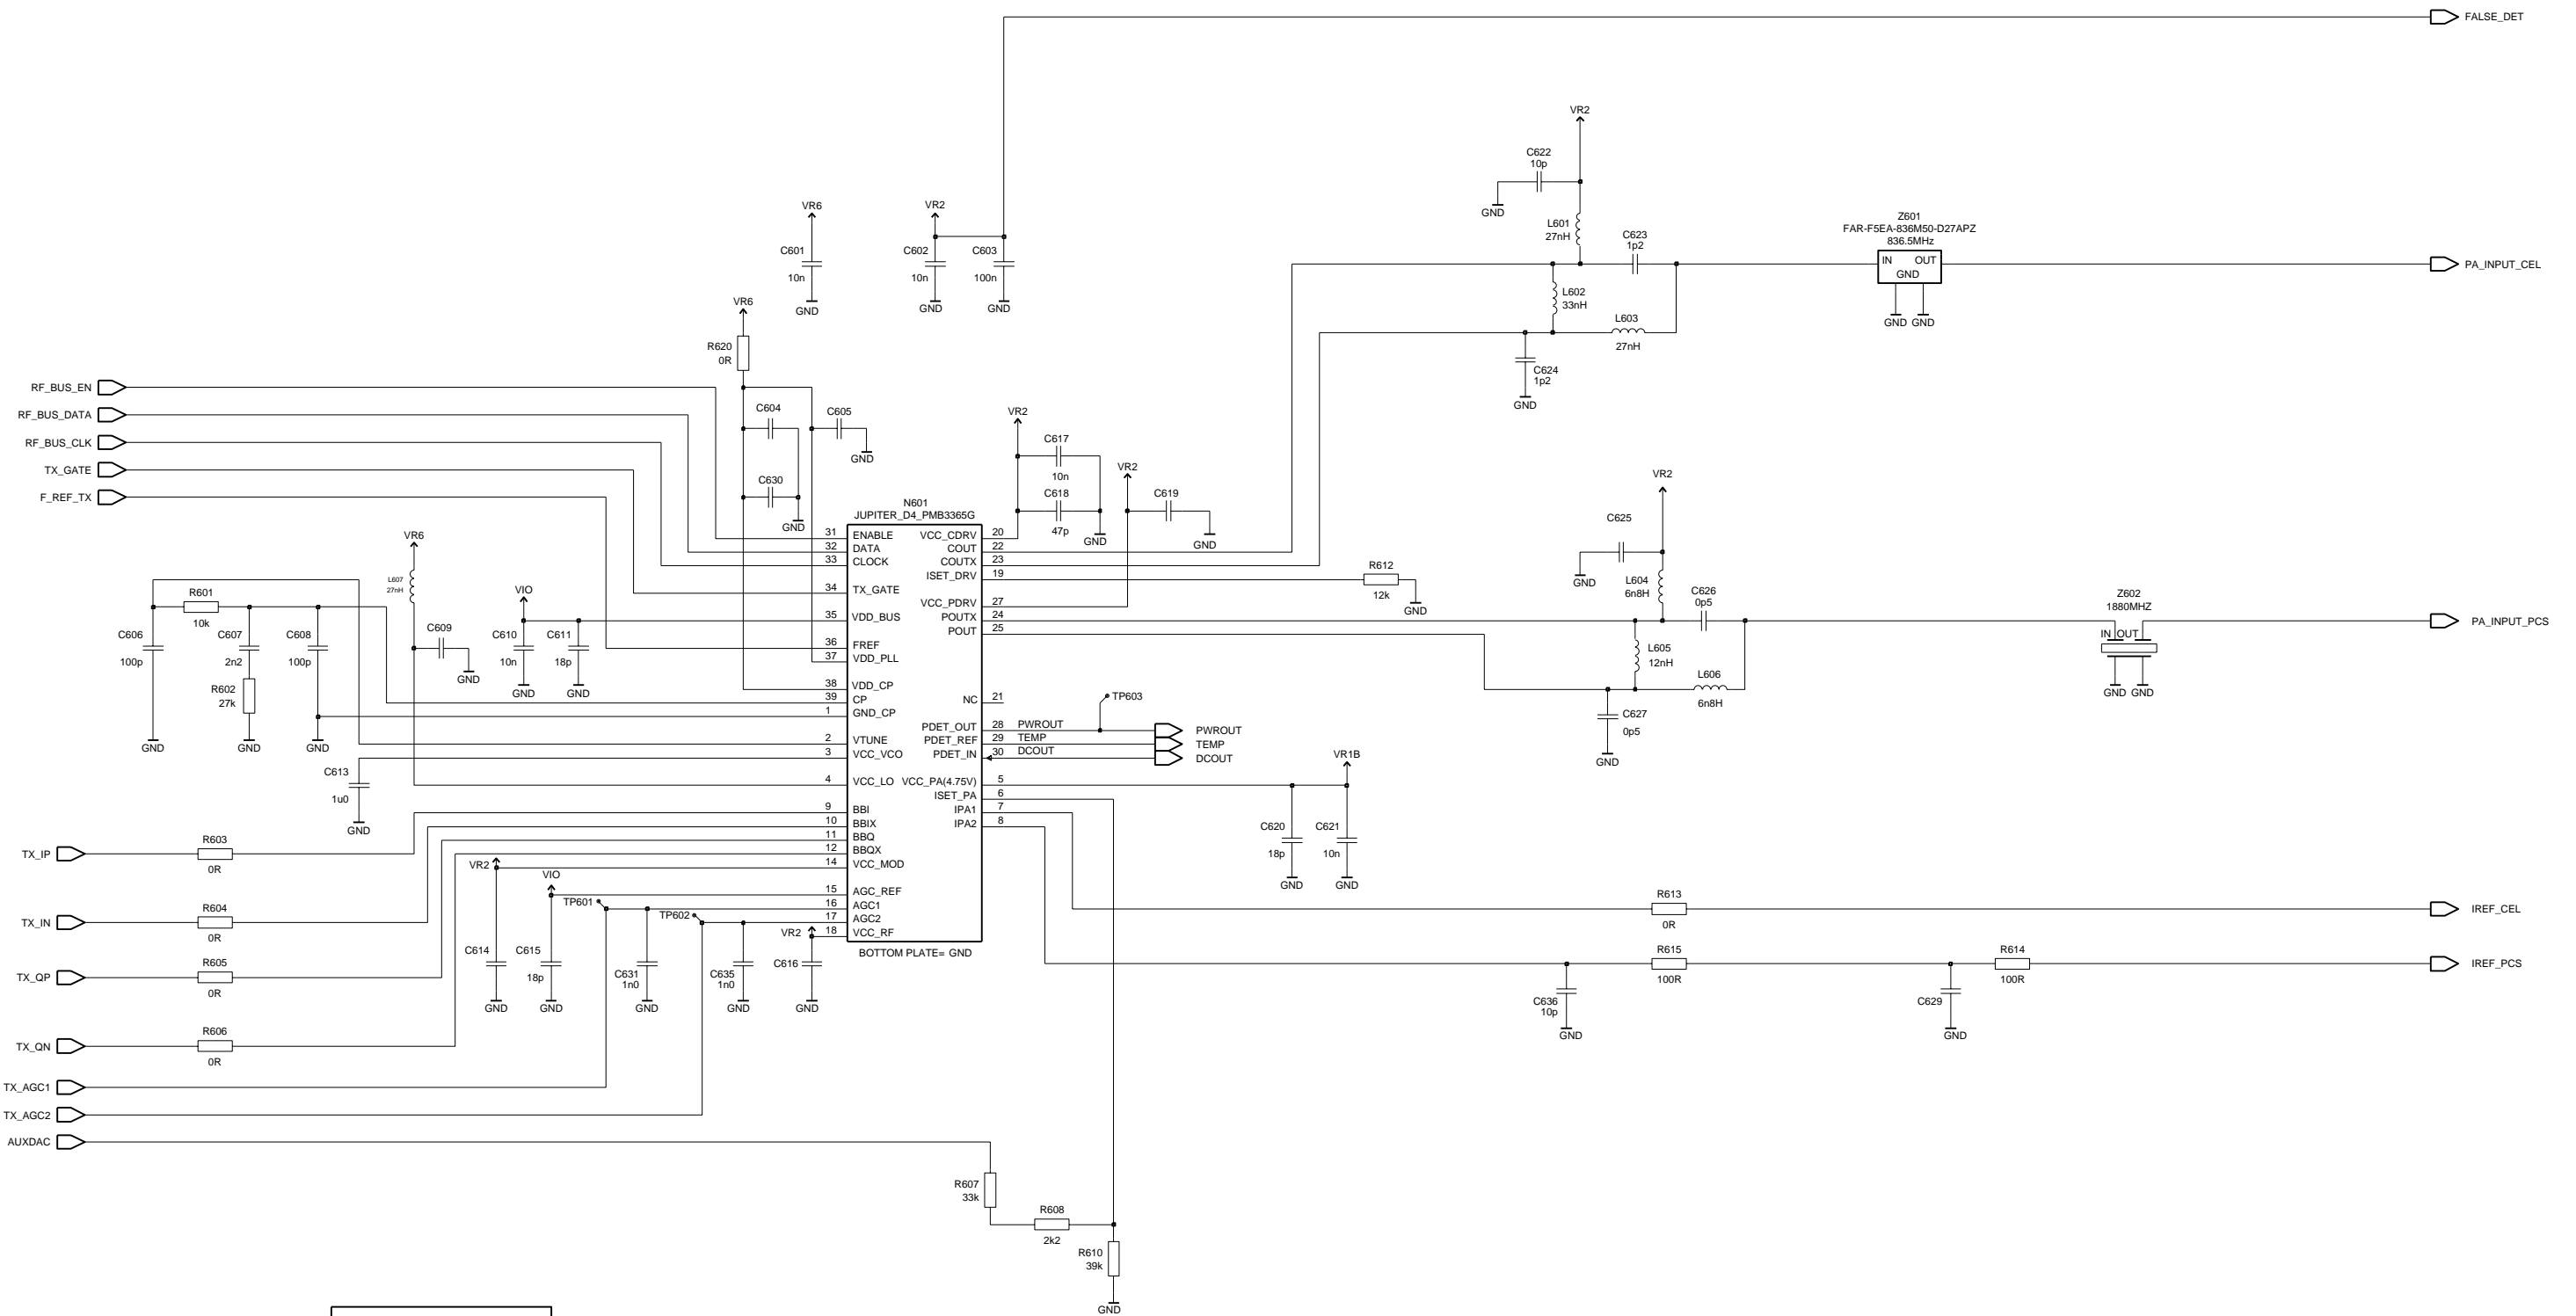 FALSE_DET
VR2
C622
10p
GND
L601
27nH
C623
1p2
Z601
FAR-F5EA-836M50-D27APZ
836.5MHz
IN OUT
GND
GND GND
PA_INPUT_CEL
L602
33nH
L603
27nH
C624
1p2
GND
VR6
C601
10n
GND
VR2
C602
10n
GND
C603
100n
GND
VR6
R620
0R
RF_BUS_EN
RF_BUS_DATA
RF_BUS_CLK
TX_GATE
F_REF_TX
C604
C605
GND
C630
GND
VR2
C617
10n
C618
47p
GND
VR2
C619
GND
N601
JUPITER_D4_PMB3365G
31 ENABLE
32 DATA
33 CLOCK
34 TX_GATE
35 VDD_BUS
36 FREF
37 VDD_PLL
38 VDD_CP
39 CP
1 GND_CP
2 VTUNE
3 VCC_VCO
4 VCC_LO
9 BBI
10 BBIX
11 BBQ
12 BBQX
14 VCC_MOD
15 AGC_REF
16 AGC1
17 AGC2
18 VCC_RF
VCC_CDRV 20
COUT 22
COUTX 23
ISET_DRV 19
VCC_PDRV 27
POUTX 24
POUT 25
NC 21
PDET_OUT 28 PWROUT
PDET_REF 29 TEMP
PDET_IN 30 DCOUT
VCC_PA(4.75V) 5
ISET_PA 6
IPA1 7
IPA2 8
BOTTOM PLATE= GND
R612
12k
GND
VR2
C625
GND
L604
6n8H
C626
0p5
L605
12nH
L606
6n8H
C627
0p5
GND
Z602
1880MHZ
IN OUT
GND GND
PA_INPUT_PCS
TP603
PWROUT
TEMP
DCOUT
VR1B
C620
18p
GND
C621
10n
GND
VR6
L607
27nH
C609
GND
R601
10k
C606
100p
GND
C607
2n2
R602
27k
GND
C608
100p
GND
VIO
C610
10n
GND
C611
18p
GND
C613
1u0
GND
TX_IP
R603
0R
TX_IN
R604
0R
TX_QP
R605
0R
TX_QN
R606
0R
TX_AGC1
TX_AGC2
AUXDAC
VR2
C614
GND
VIO
C615
18p
GND
TP601
C631
1n0
GND
TP602
C635
1n0
GND
VR2
C616
GND
R613
0R
IREF_CEL
R615
100R
R614
100R
IREF_PCS
C636
10p
GND
C629
GND
R607
33k
R608
2k2
R610
39k
GND